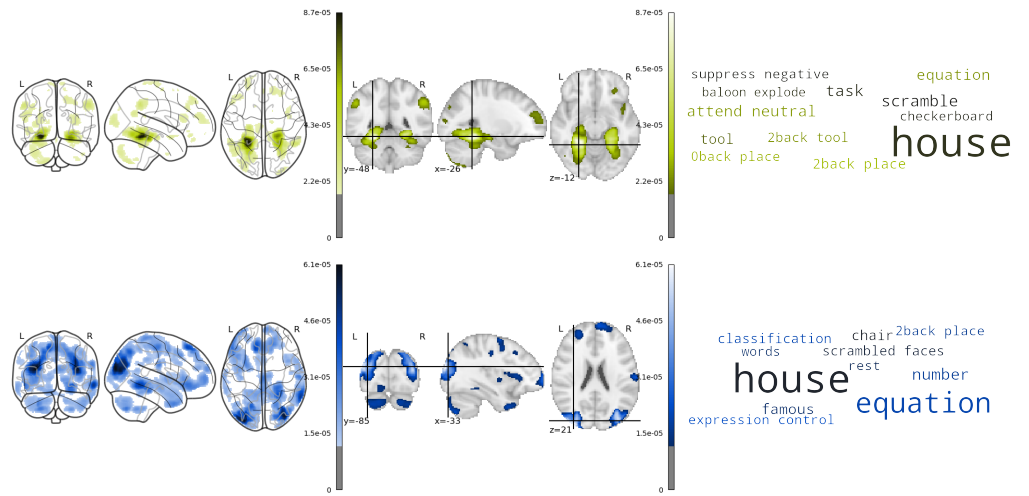 8.7e-05
8.7e-05
L R
L R
L R
6.5e-05
6.5e-05
suppress negative
equation
baloon explode
task
scramble
attend neutral
checkerboard
4.3e-05
4.3e-05
house
tool
2back tool
0back place
2back place
y=-48
x=-26
z=-12
2.2e-05
2.2e-05
0
0
6.1e-05
6.1e-05
L R
L R
L R
4.6e-05
4.6e-05
classification
chair
2back place
words
scrambled faces
rest
number
3.1e-05
3.1e-05
house
equation
famous
expression control
y=-85
x=-33
z=21
1.5e-05
1.5e-05
0
0